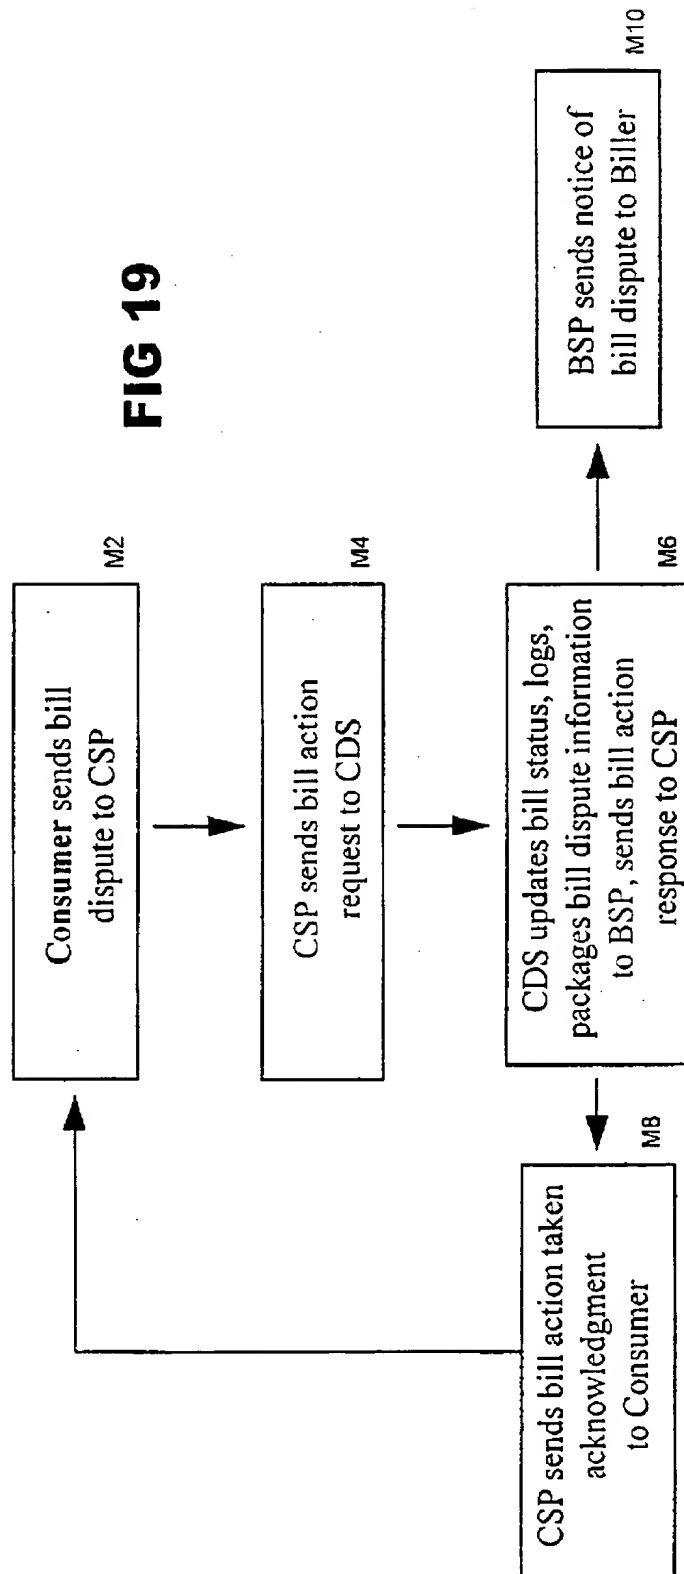 FIG 19
Consumer sends bill
dispute to CSP
M2
CSP sends bill action
request to CDS
M4
CDS updates bill status, logs,
packages bill dispute information
to BSP, sends bill action
response to CSP
M6
CSP sends bill action taken
acknowledgment
to Consumer
M8
BSP sends notice of
bill dispute to Biller
M10